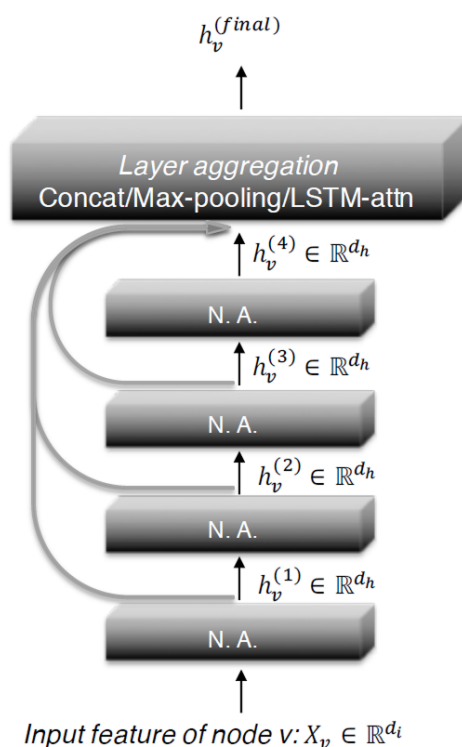 h_v^{(final)}
Layer aggregation
Concat/Max-pooling/LSTM-attn
h_v^{(4)} ∈ ℝ^{d_h}
N. A.
h_v^{(3)} ∈ ℝ^{d_h}
N. A.
h_v^{(2)} ∈ ℝ^{d_h}
N. A.
h_v^{(1)} ∈ ℝ^{d_h}
N. A.
Input feature of node v: X_v ∈ ℝ^{d_i}